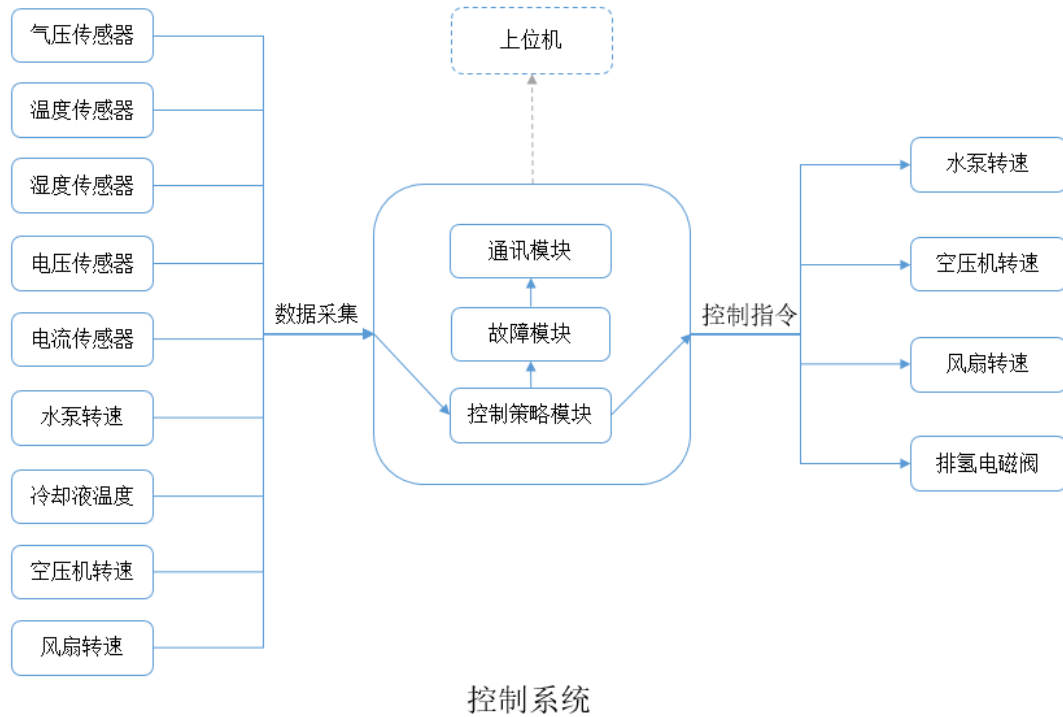 气压传感器
温度传感器
湿度传感器
电压传感器
电流传感器
水泵转速
冷却液温度
空压机转速
风扇转速
数据采集
上位机
通讯模块
故障模块
控制策略模块
控制指令
水泵转速
空压机转速
风扇转速
排氢电磁阀
控制系统